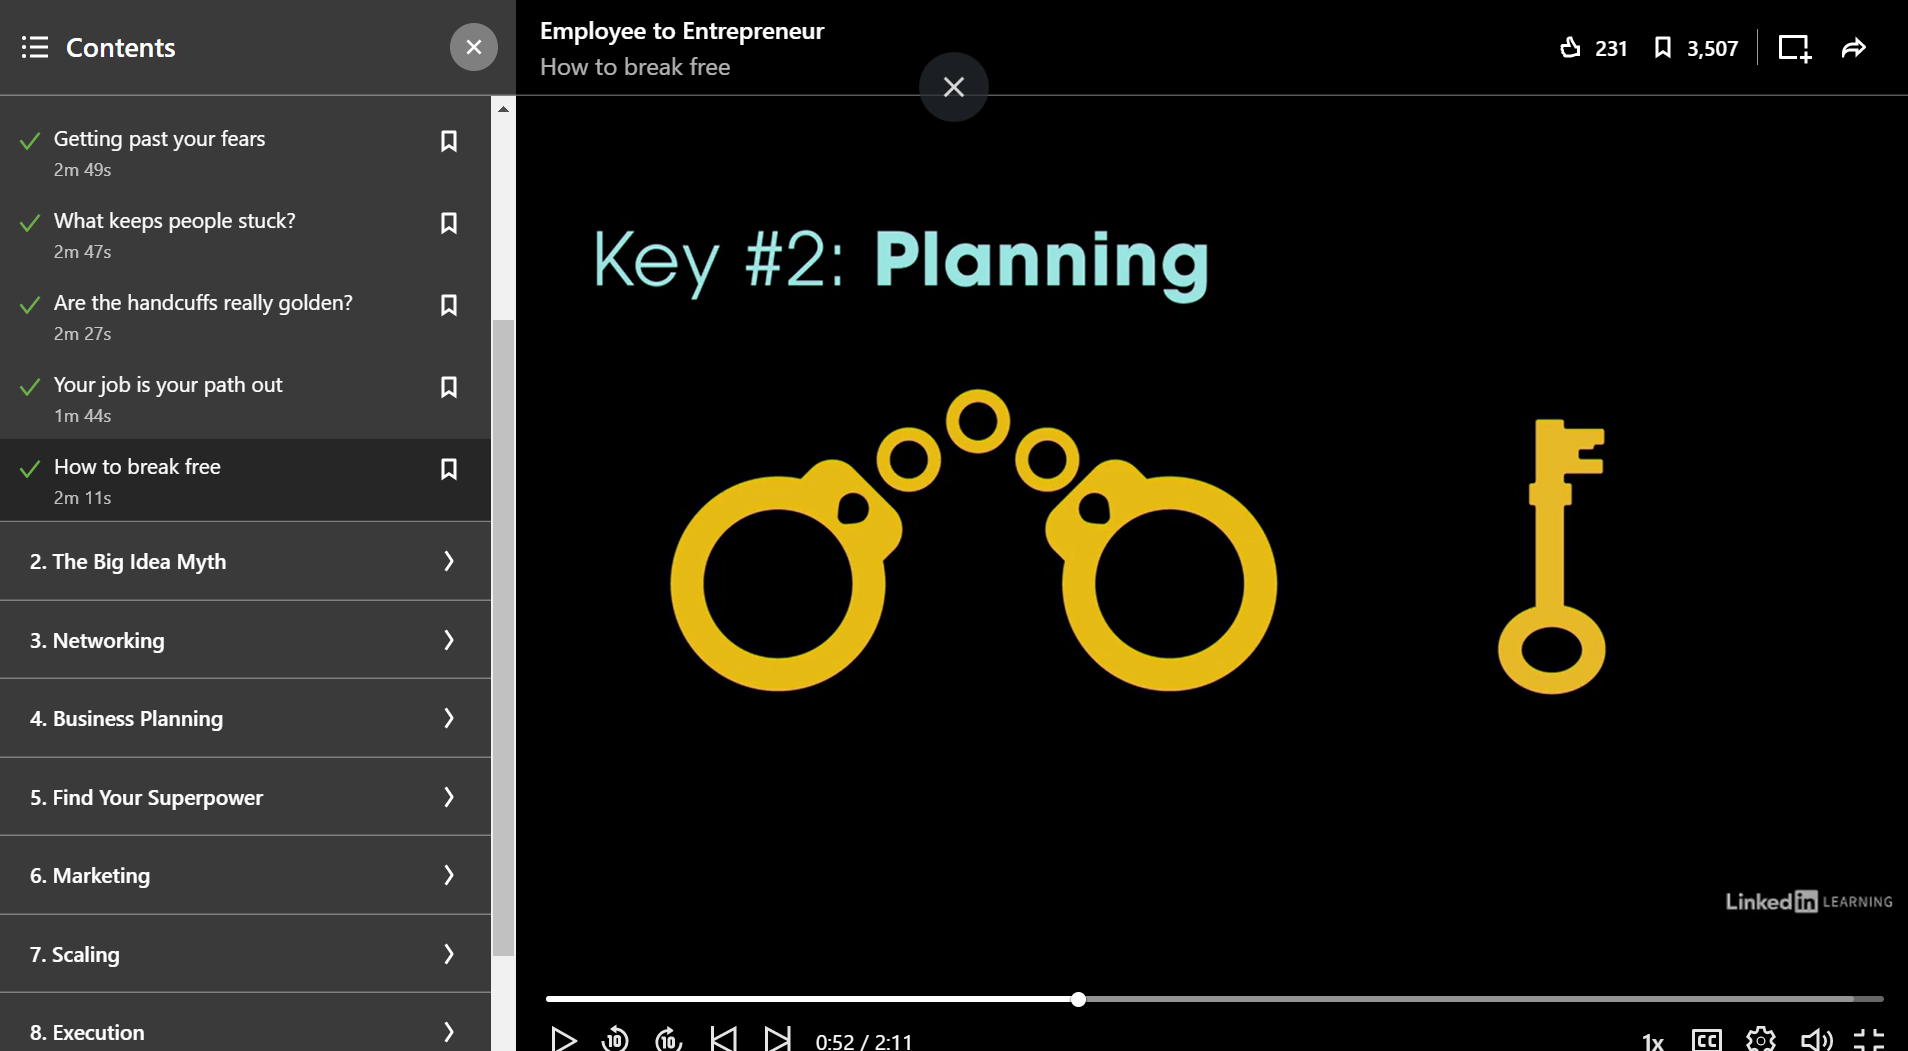 Contents
Getting past your fears
2m 49s
What keeps people stuck?
2m 47s
Are the handcuffs really golden?
2m 27s
Your job is your path out
1m 44s
How to break free
2m 11s
2. The Big Idea Myth
3. Networking
4. Business Planning
5. Find Your Superpower
6. Marketing
7. Scaling
8. Execution
Employee to Entrepreneur
How to break free
231
3,507
Key #2: Planning
Linked in LEARNING
10
10
0:52 / 2:11
1x
CC